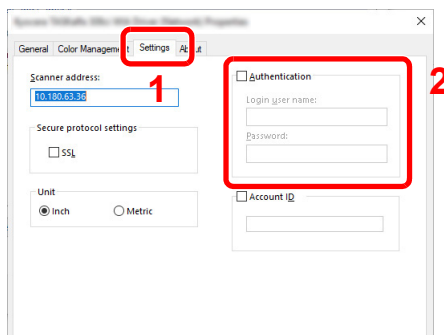 Properties
General Color Management Settings About
1
2
Scanner address:
10.180.63.36
Secure protocol settings
SSL
Unit
Inch Metric
Authentication
Login user name:
Password:
Account ID